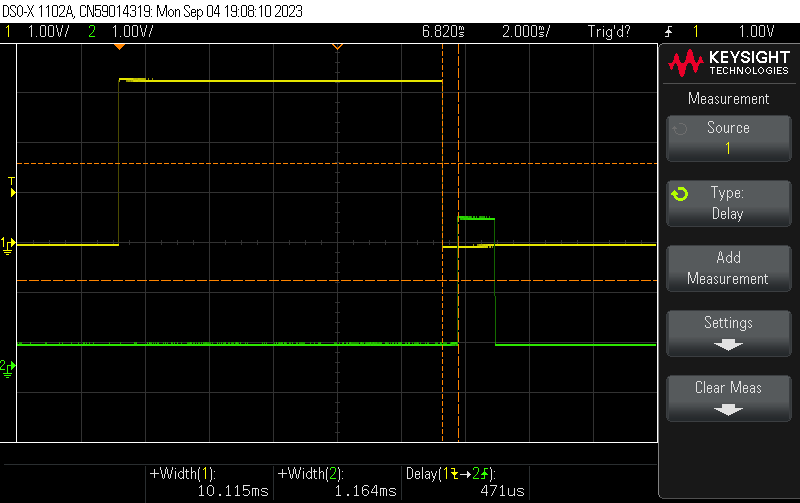 DSO-X 1102A, CN59014319: Mon Sep 04 19:08:10 2023
1 1.00V/ 2 1.00V/ 6.820ms 2.000ms/ Trig'd? 1 1.00V
KEYSIGHT
TECHNOLOGIES
Measurement
Source
1
Type:
Delay
Add
Measurement
Settings
Clear Meas
T
1
2
+Width(1): +Width(2): Delay(1→2):
10.115ms 1.164ms 471us